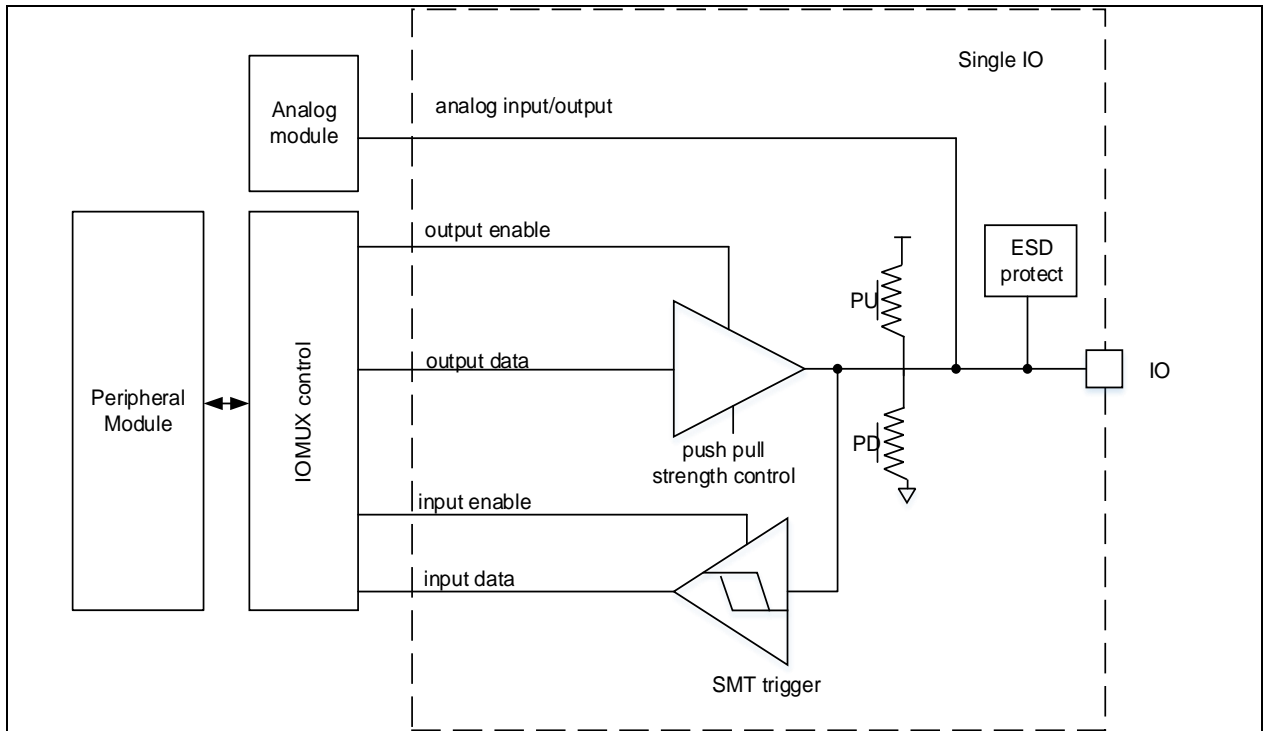 Single IO
Analog
module
analog input/output
output enable
ESD
protect
PU
output data
IO
Peripheral
Module
IOMUX control
PD
push pull
strength control
input enable
input data
SMT trigger